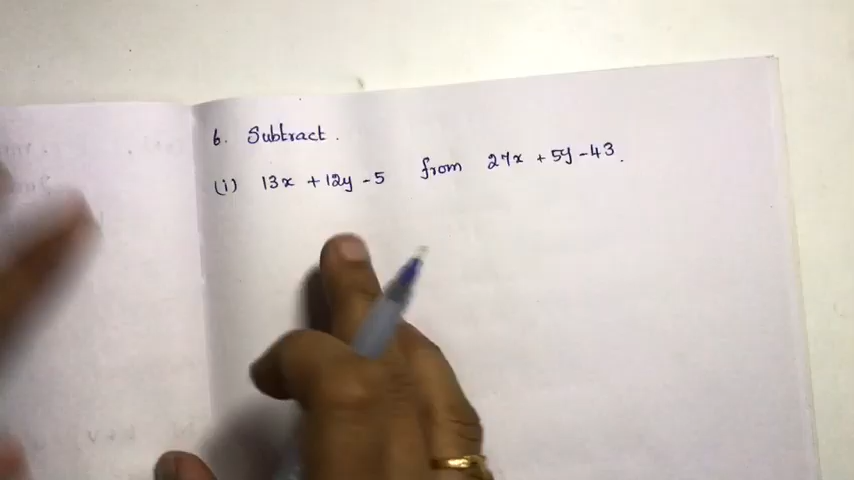 6. Subtract.
(i) 13x + 12y - 5 from 27x + 5y - 43.